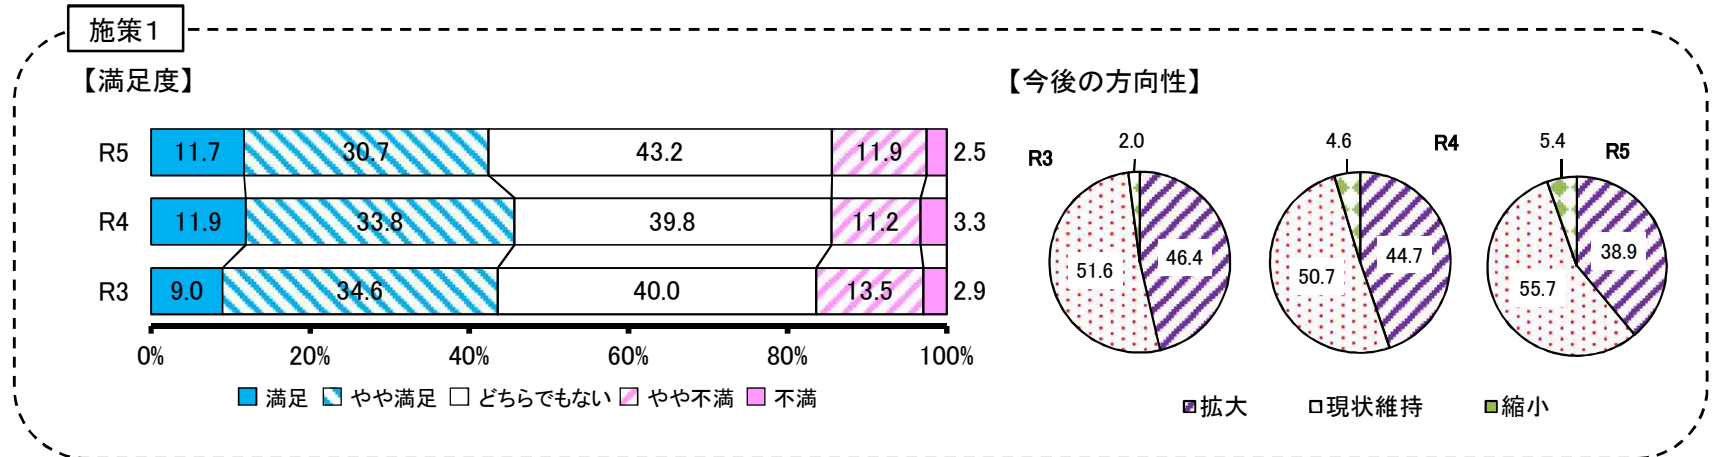 施策1
【満足度】
R5 11.7 30.7 43.2 11.9 2.5
R4 11.9 33.8 39.8 11.2 3.3
R3 9.0 34.6 40.0 13.5 2.9
0% 20% 40% 60% 80% 100%
満足 やや満足 どちらでもない やや不満 不満
【今後の方向性】
R3 2.0
51.6 46.4
4.6 R4
50.7 44.7
5.4 R5
55.7 38.9
拡大 現状維持 縮小